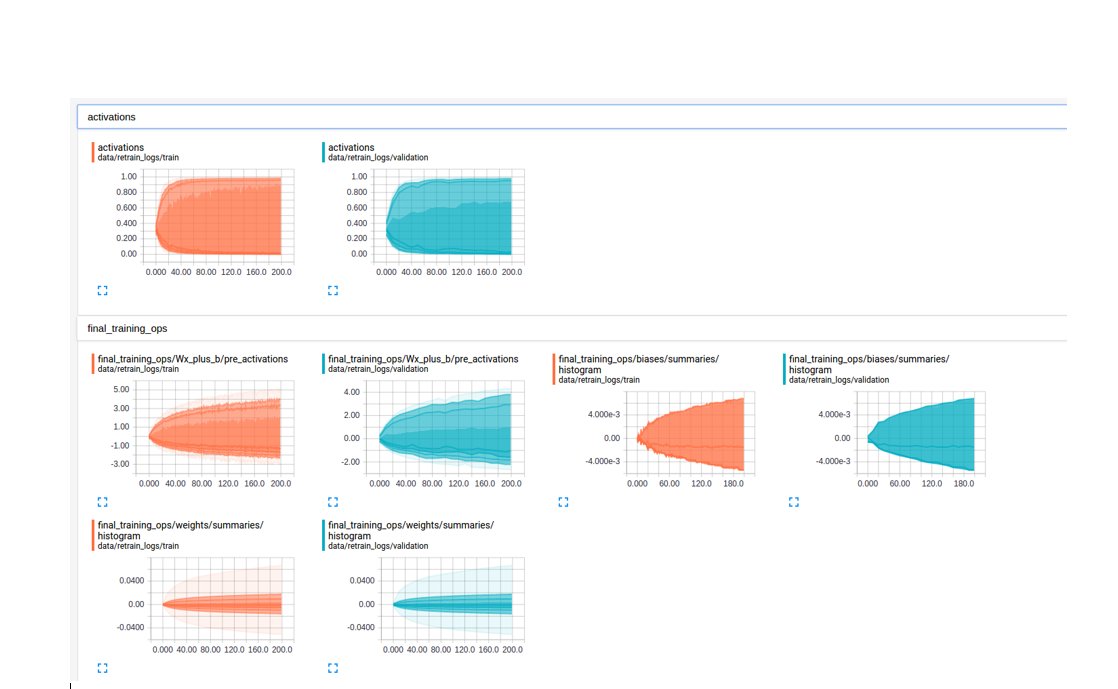 activations
activations
data/retrain_logs/train
1.00
0.800
0.600
0.400
0.200
0.00
0.000 40.00 80.00 120.0 160.0 200.0
activations
data/retrain_logs/validation
1.00
0.800
0.600
0.400
0.200
0.00
0.000 40.00 80.00 120.0 160.0 200.0
final_training_ops
final_training_ops/Wx_plus_b/pre_activations
data/retrain_logs/train
5.00
3.00
1.00
-1.00
-3.00
0.000 40.00 80.00 120.0 160.0 200.0
final_training_ops/Wx_plus_b/pre_activations
data/retrain_logs/validation
4.00
2.00
0.00
-2.00
0.000 40.00 80.00 120.0 160.0 200.0
final_training_ops/biases/summaries/
histogram
data/retrain_logs/train
4.000e-3
0.00
-4.000e-3
0.000 60.00 120.0 180.0
final_training_ops/biases/summaries/
histogram
data/retrain_logs/validation
4.000e-3
0.00
-4.000e-3
0.000 60.00 120.0 180.0
final_training_ops/weights/summaries/
histogram
data/retrain_logs/train
0.0400
0.00
-0.0400
0.000 40.00 80.00 120.0 160.0 200.0
final_training_ops/weights/summaries/
histogram
data/retrain_logs/validation
0.0400
0.00
-0.0400
0.000 40.00 80.00 120.0 160.0 200.0